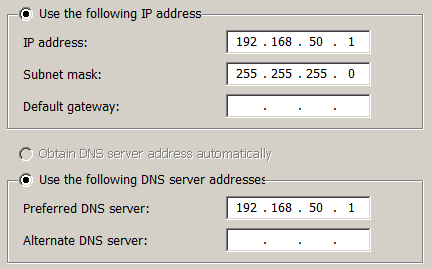 Use the following IP address
IP address: 192 . 168 . 50 . 1
Subnet mask: 255 . 255 . 255 . 0
Default gateway: . . .
Obtain DNS server address automatically
Use the following DNS server addresses
Preferred DNS server: 192 . 168 . 50 . 1
Alternate DNS server: . . .